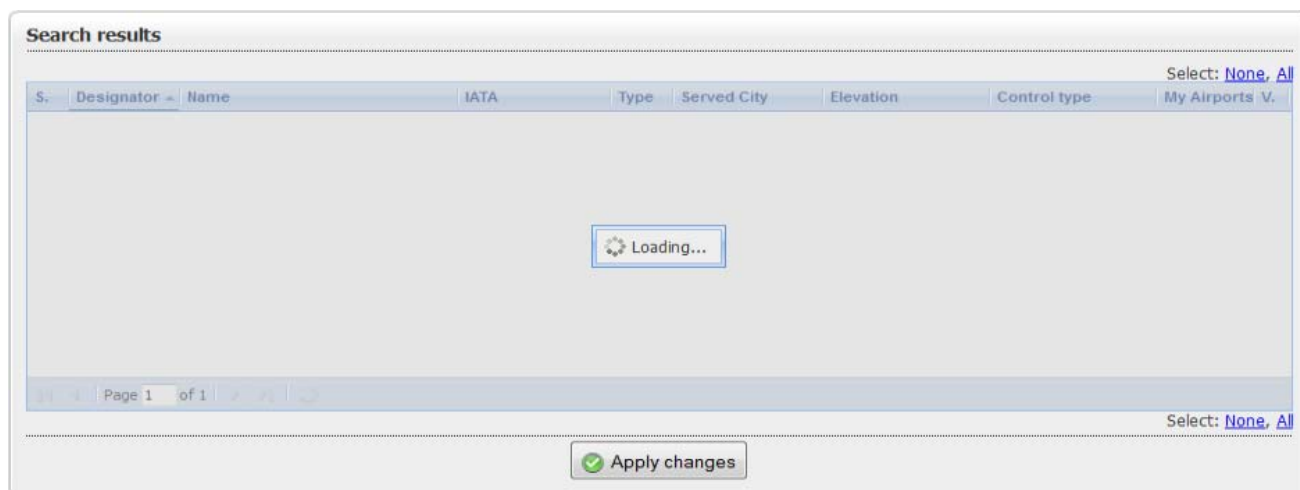 Search results
Select: None, All
S. Designator Name IATA Type Served City Elevation Control type My Airports V.
Loading...
Page 1 of 1
Select: None, All
Apply changes